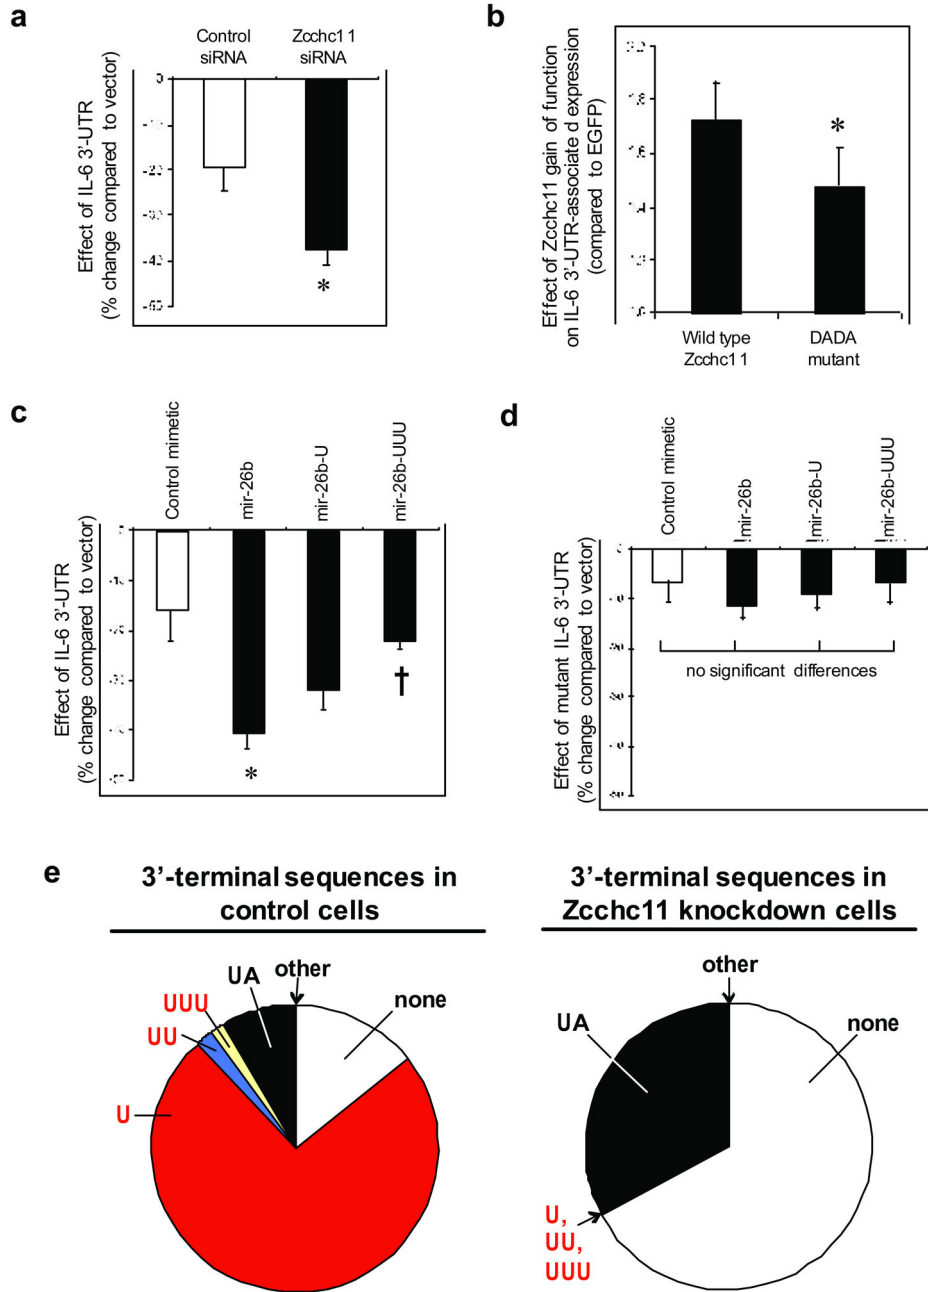 a
Control
siRNA
Zcchc11
siRNA
Effect of IL-6 3’-UTR
(% change compared to vector)
*
b
Effect of Zcchc11 gain of function
on IL-6 3’-UTR-associate d expression
(compared to EGFP)
*
Wild type
Zcchc11
DADA
mutant
c
Control mimetic
mir-26b
mir-26b-U
mir-26b-UUU
Effect of IL-6 3’-UTR
(% change compared to vector)
*
†
d
Control mimetic
mir-26b
mir-26b-U
mir-26b-UUU
Effect of mutant IL-6 3’-UTR
(% change compared to vector)
no significant differences
e
3’-terminal sequences in
control cells
other
UA
none
UUU
UU
U
3’-terminal sequences in
Zcchc11 knockdown cells
other
UA
none
U,
UU,
UUU